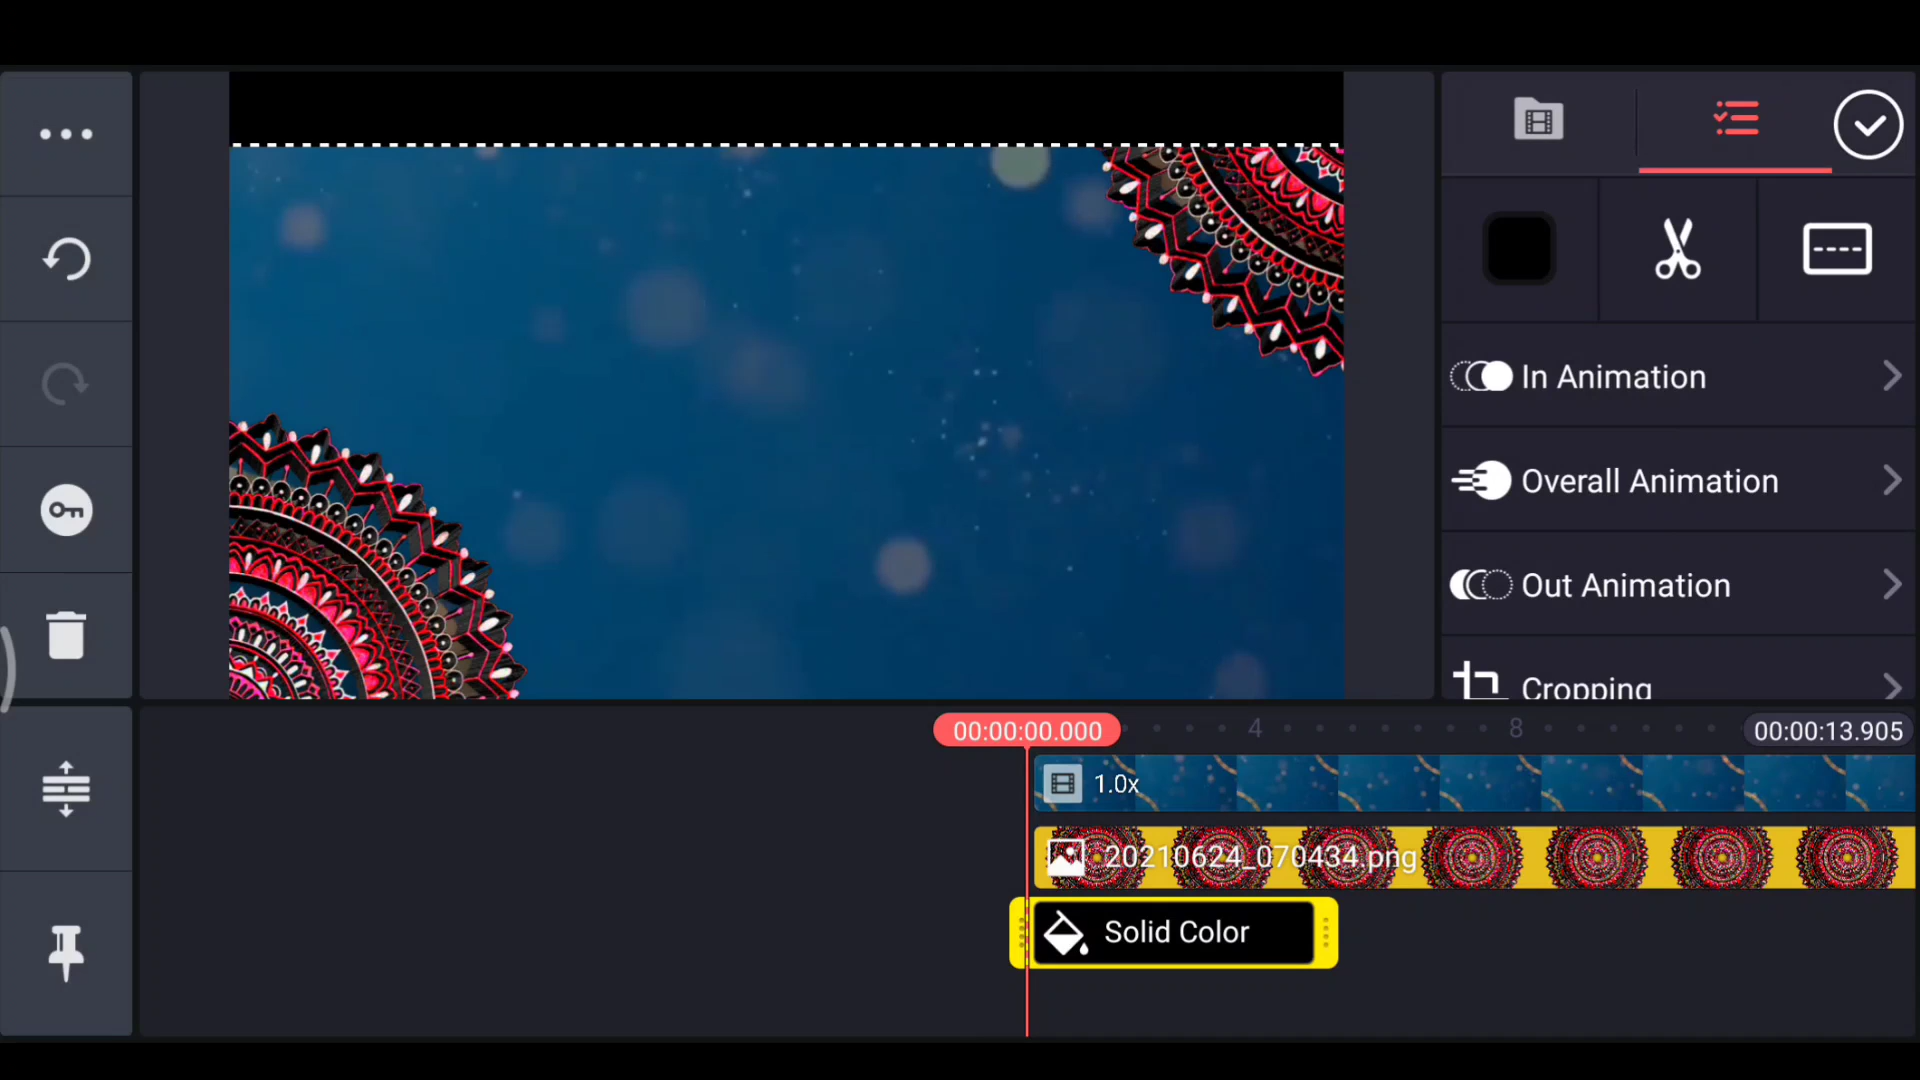 In Animation
Overall Animation
Out Animation
Cropping
00:00:00.000
4
8
00:00:13.905
1.0x
20210624_070434.png
Solid Color